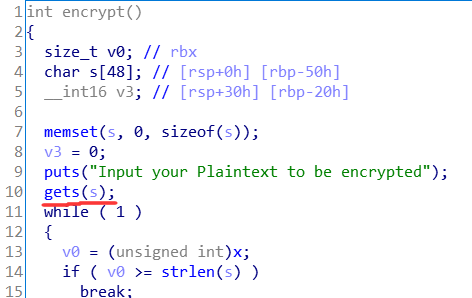 1 int encrypt()
2 {
3   size_t v0; // rbx
4   char s[48]; // [rsp+0h] [rbp-50h]
5   __int16 v3; // [rsp+30h] [rbp-20h]
6
7   memset(s, 0, sizeof(s));
8   v3 = 0;
9   puts("Input your Plaintext to be encrypted");
10   gets(s);
11   while ( 1 )
12   {
13     v0 = (unsigned int)x;
14     if ( v0 >= strlen(s) )
15       break;